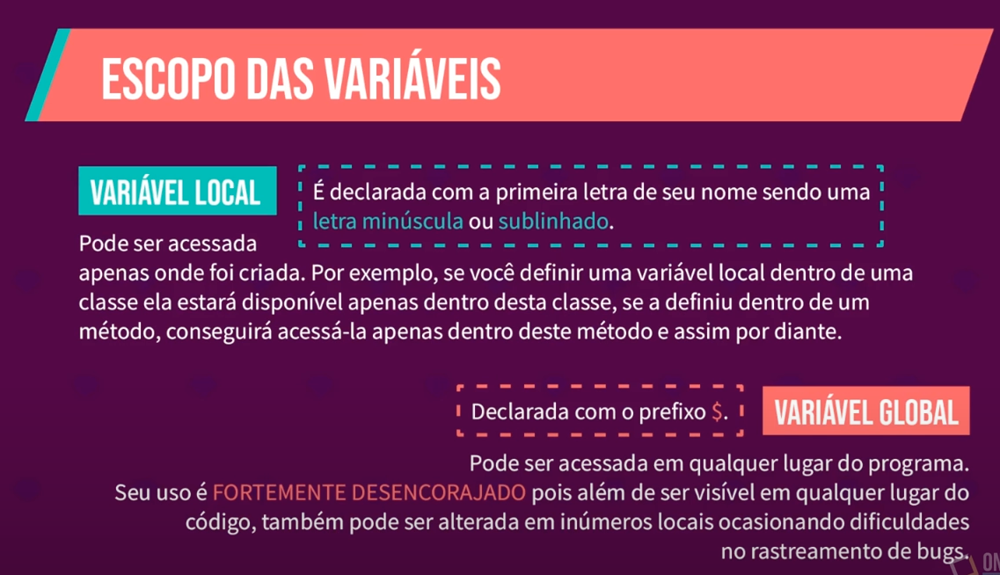 ESCOPO DAS VARIÁVEIS
VARIÁVEL LOCAL
É declarada com a primeira letra de seu nome sendo uma
letra minúscula ou sublinhado.
Pode ser acessada
apenas onde foi criada. Por exemplo, se você definir uma variável local dentro de uma
classe ela estará disponível apenas dentro desta classe, se a definiu dentro de um
método, conseguirá acessá-la apenas dentro deste método e assim por diante.
Declarada com o prefixo $.
VARIÁVEL GLOBAL
Pode ser acessada em qualquer lugar do programa.
Seu uso é FORTEMENTE DESENCORAJADO pois além de ser visível em qualquer lugar do
código, também pode ser alterada em inúmeros locais ocasionando dificuldades
no rastreamento de bugs.